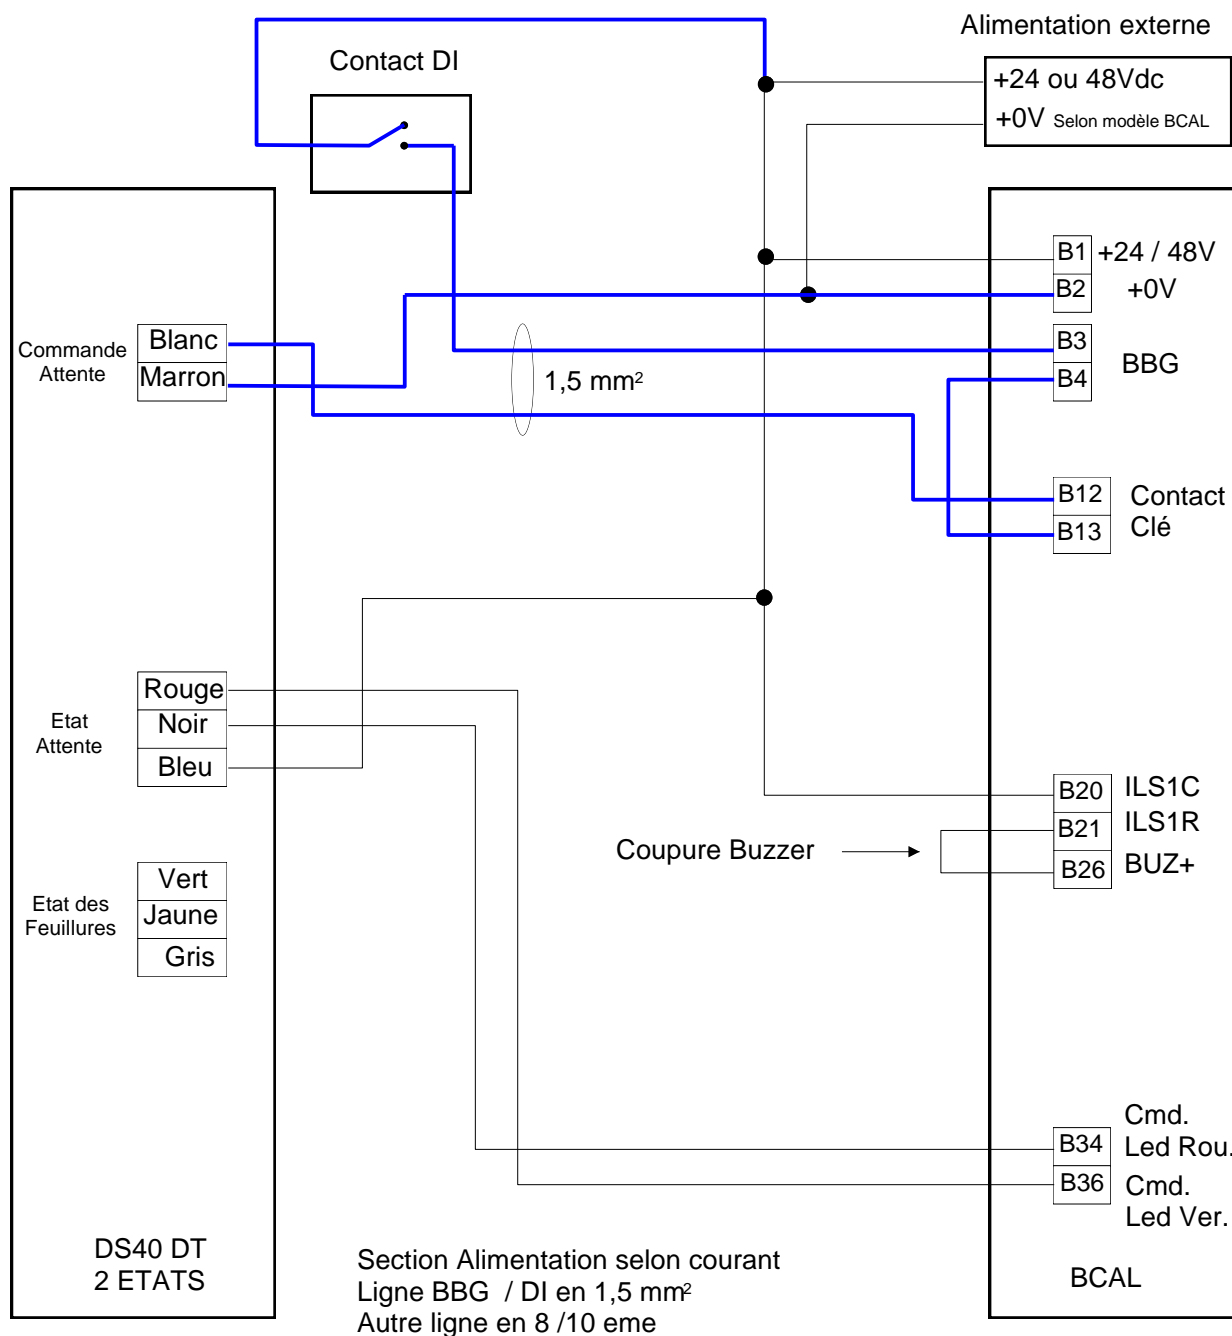 Alimentation externe
Contact DI
+24 ou 48Vdc
+0V Selon modèle BCAL
B1 +24 / 48V
B2 +0V
Commande
Attente
Blanc
Marron
1,5 mm²
B3
B4
BBG
B12
B13
Contact
Clé
Etat
Attente
Rouge
Noir
Bleu
B20 ILS1C
B21 ILS1R
B26 BUZ+
Coupure Buzzer
Etat des
Feuillures
Vert
Jaune
Gris
B34
B36
Cmd.
Led Rou.
Cmd.
Led Ver.
DS40 DT
2 ETATS
Section Alimentation selon courant
Ligne BBG / DI en 1,5 mm²
Autre ligne en 8 /10 eme
BCAL